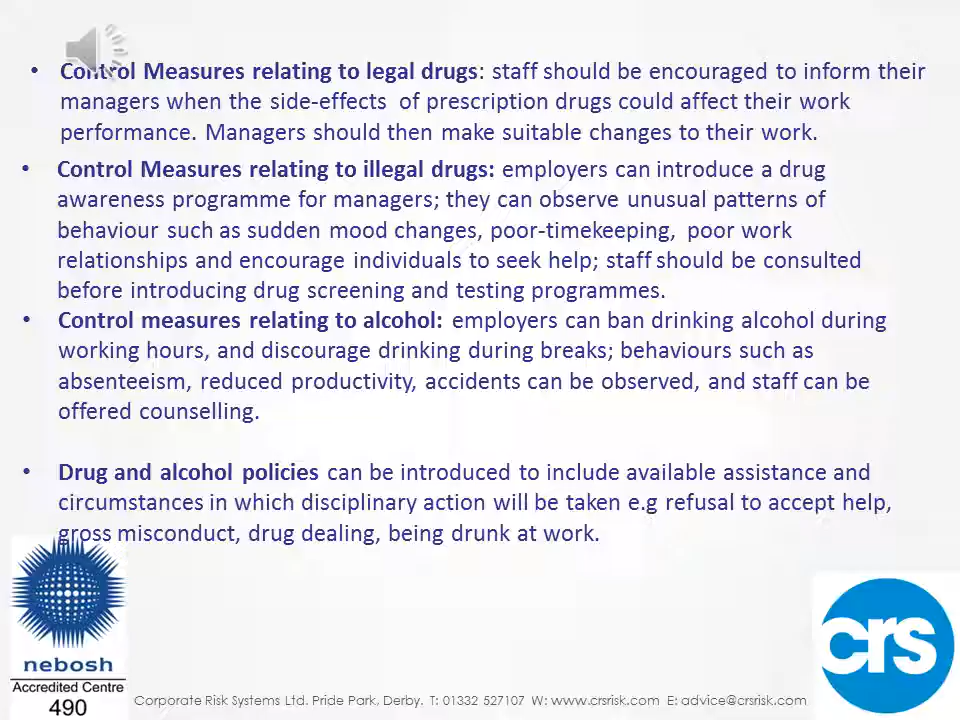 • Control Measures relating to legal drugs: staff should be encouraged to inform their
managers when the side-effects of prescription drugs could affect their work
performance. Managers should then make suitable changes to their work.
• Control Measures relating to illegal drugs: employers can introduce a drug
awareness programme for managers; they can observe unusual patterns of
behaviour such as sudden mood changes, poor-timekeeping, poor work
relationships and encourage individuals to seek help; staff should be consulted
before introducing drug screening and testing programmes.
• Control measures relating to alcohol: employers can ban drinking alcohol during
working hours, and discourage drinking during breaks; behaviours such as
absenteeism, reduced productivity, accidents can be observed, and staff can be
offered counselling.
• Drug and alcohol policies can be introduced to include available assistance and
circumstances in which disciplinary action will be taken e.g refusal to accept help,
gross misconduct, drug dealing, being drunk at work.
nebosh
Accredited Centre
490
Corporate Risk Systems Ltd. Pride Park, Derby. T: 01332 527107 W: www.crsrisk.com E: advice@crsrisk.com
crs